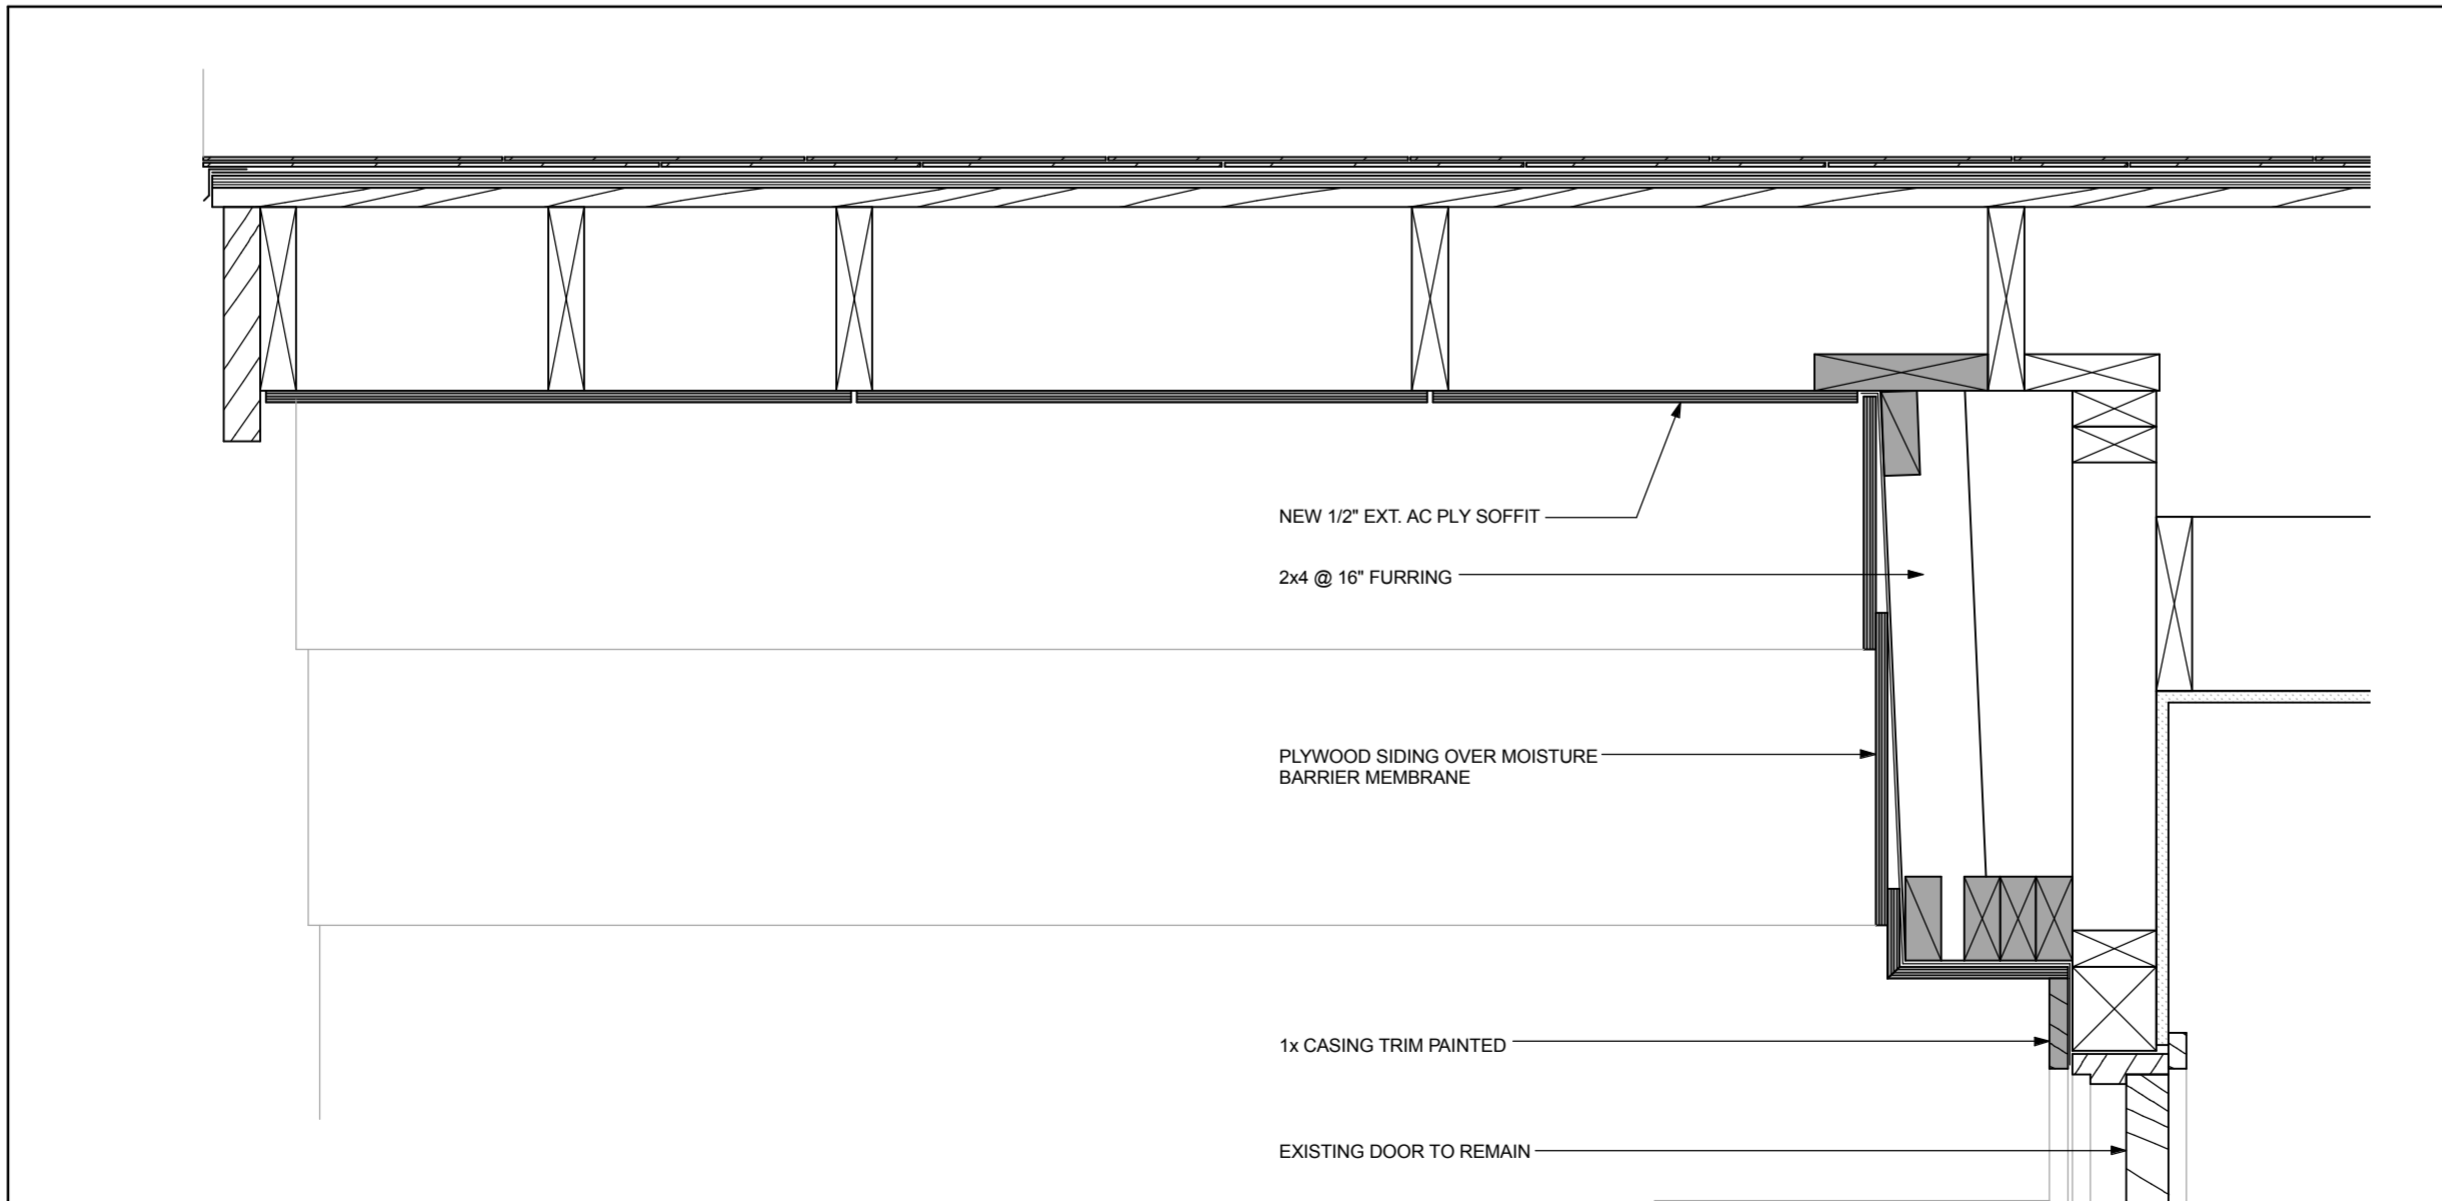 NEW 1/2" EXT. AC PLY SOFFIT
2x4 @ 16" FURRING
PLYWOOD SIDING OVER MOISTURE
BARRIER MEMBRANE
1x CASING TRIM PAINTED
EXISTING DOOR TO REMAIN